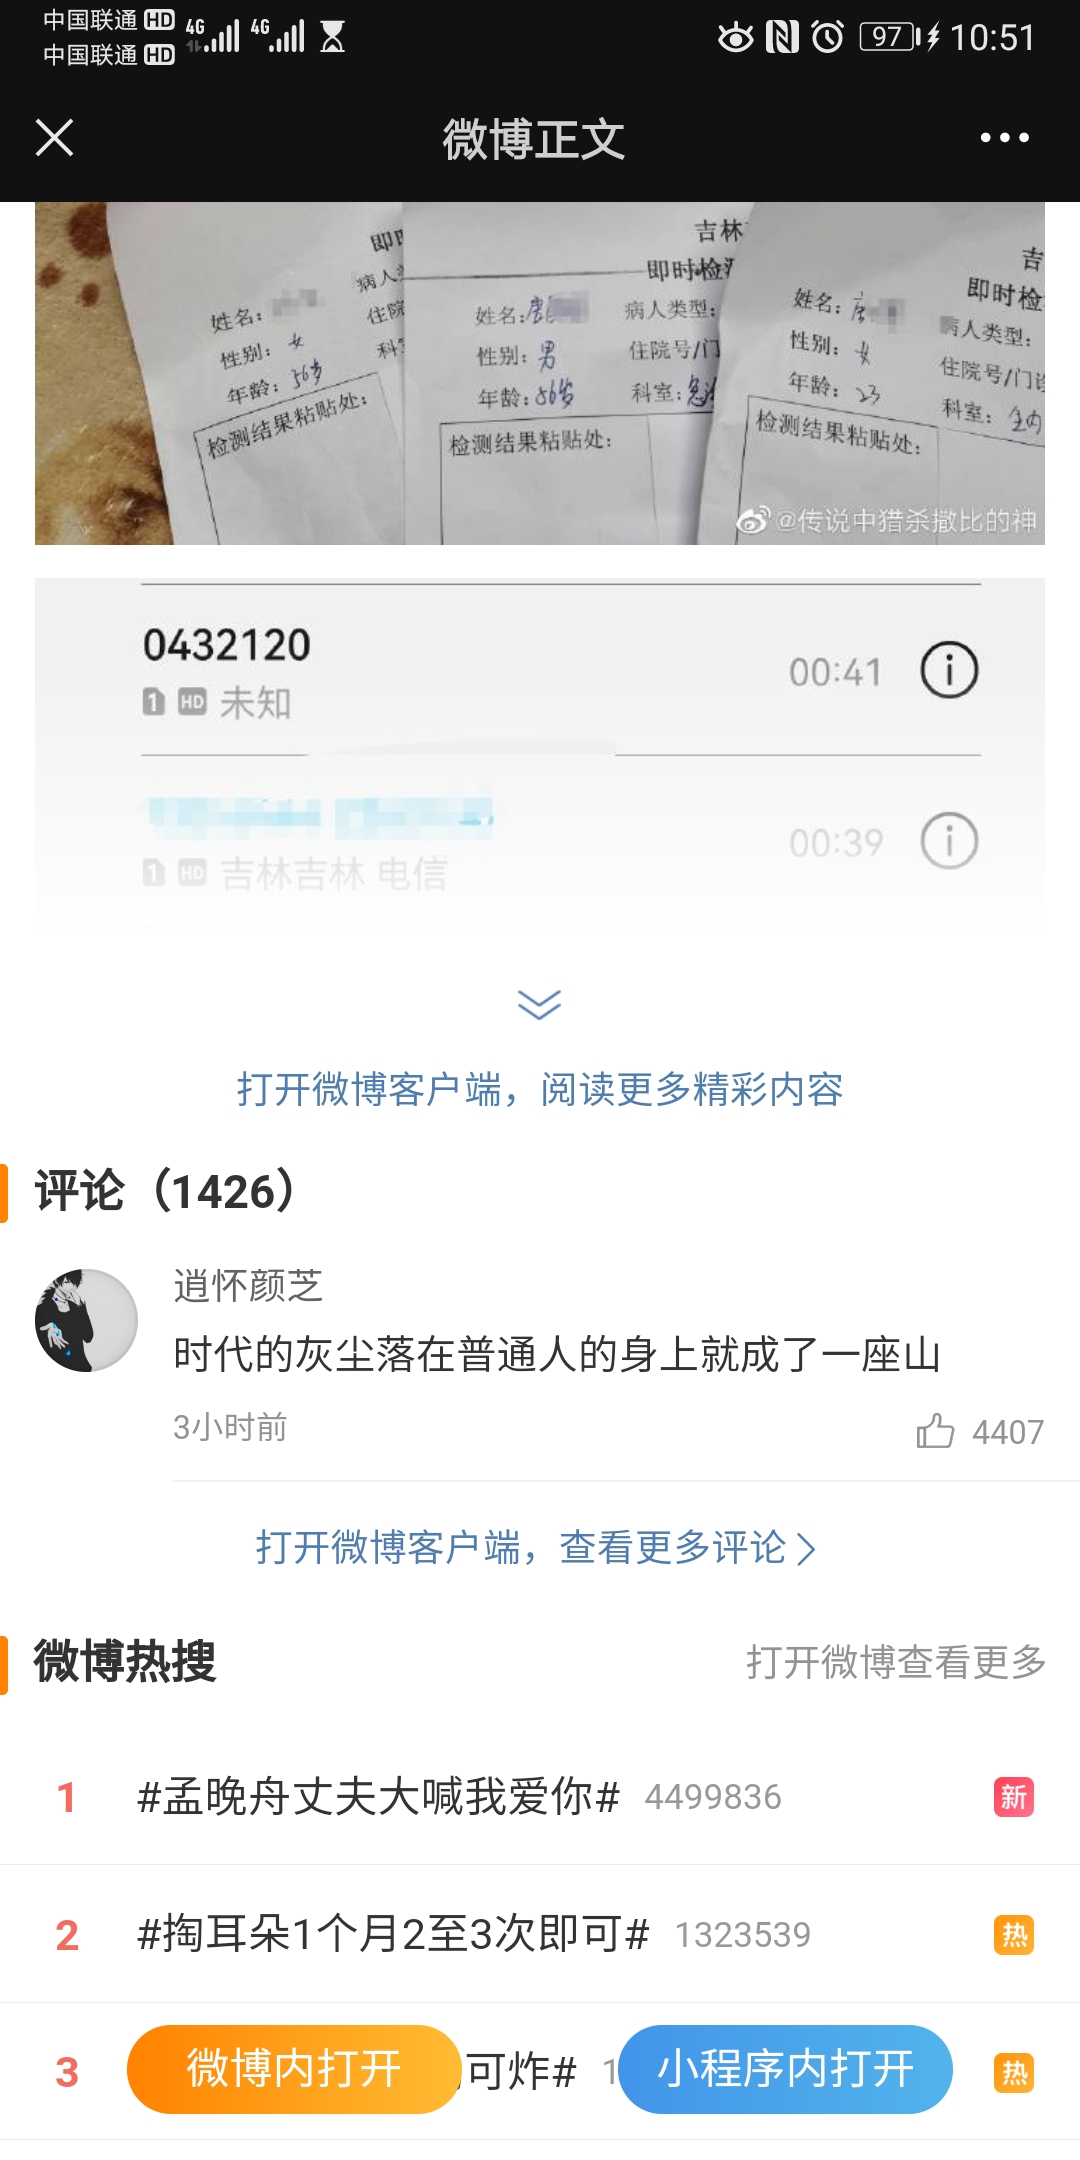 中国联通 HD 4G 4G 97 10:51
中国联通 HD
微博正文
即时
病人
姓名：
住院
性别：女
科
年龄：56岁
检测结果粘贴处：
吉林
即时检测
姓名：唐
病人类型：
性别：男
住院号/门
年龄：56岁
科室：急
检测结果粘贴处：
吉
即时检
姓名：唐
病人类型：
性别：女
住院号/门诊
年龄：23
科室：
检测结果粘贴处：
@传说中猎杀撒比的神
0432120
00:41
1 HD 未知
00:39
1 HD 吉林吉林 电信
打开微博客户端，阅读更多精彩内容
评论（1426）
逍怀颜芝
时代的灰尘落在普通人的身上就成了一座山
3小时前
4407
打开微博客户端，查看更多评论
微博热搜
打开微博查看更多
1 #孟晚舟丈夫大喊我爱你# 4499836 新
2 #掏耳朵1个月2至3次即可# 1323539 热
3 微博内打开 可炸# 1 小程序内打开 热